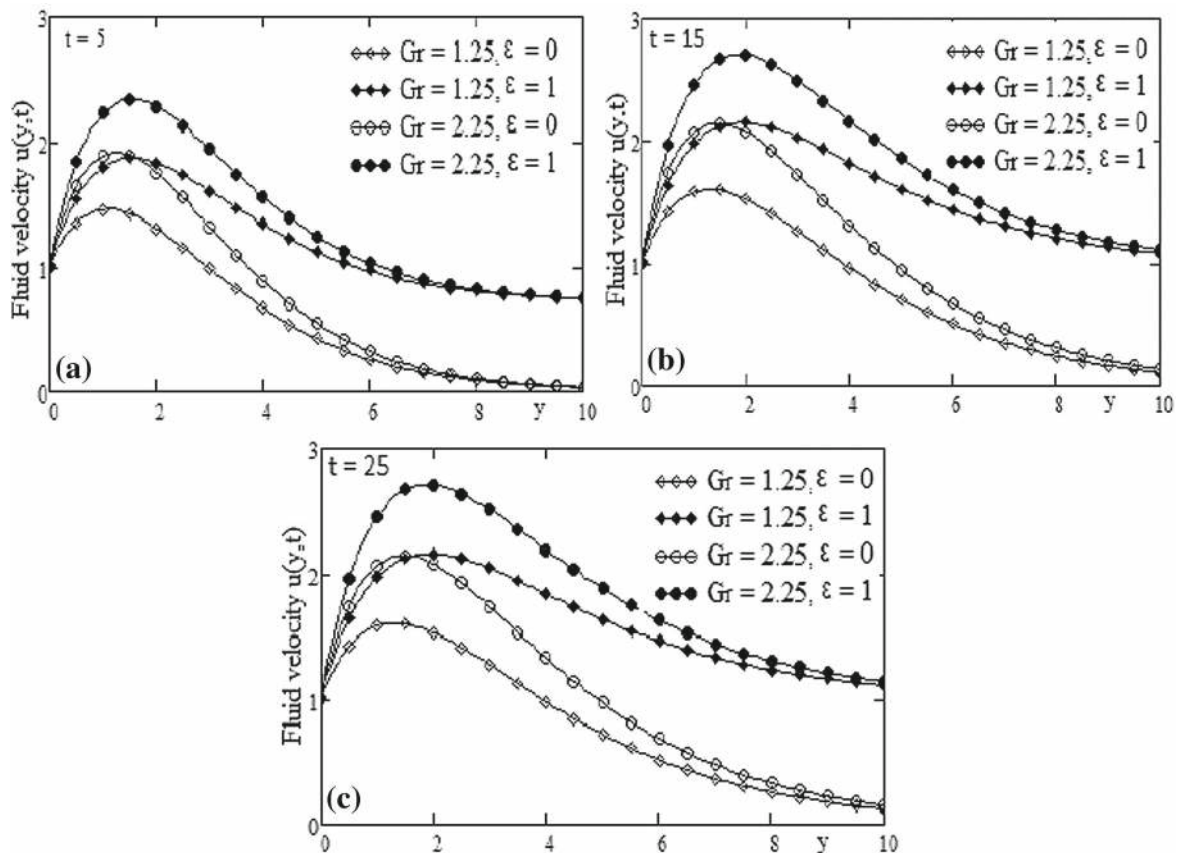 t = 5
Gr = 1.25, ε = 0
Gr = 1.25, ε = 1
Gr = 2.25, ε = 0
Gr = 2.25, ε = 1
Fluid velocity u(y,t)
3
2
1
0
0 2 4 6 8 y 10
(a)
t = 15
Gr = 1.25, ε = 0
Gr = 1.25, ε = 1
Gr = 2.25, ε = 0
Gr = 2.25, ε = 1
Fluid velocity u(y,t)
3
2
1
0
0 2 4 6 8 y 10
(b)
t = 25
Gr = 1.25, ε = 0
Gr = 1.25, ε = 1
Gr = 2.25, ε = 0
Gr = 2.25, ε = 1
Fluid velocity u(y,t)
3
2
1
0
0 2 4 6 8 y 10
(c)